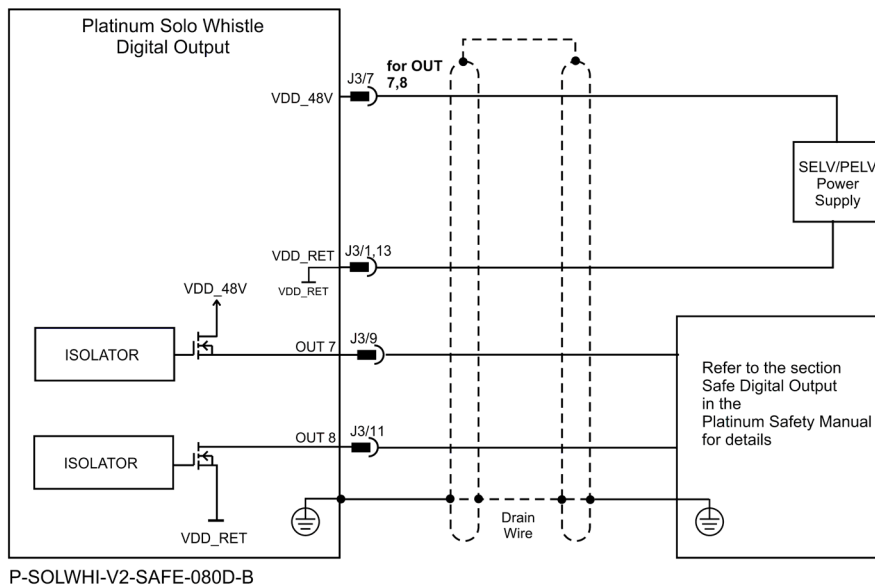 Platinum Solo Whistle
Digital Output
for OUT
7,8
J3/7
VDD_48V
SELV/PELV
Power
Supply
VDD_RET
J3/1,13
VDD_RET
VDD_48V
ISOLATOR
OUT 7
J3/9
Refer to the section
Safe Digital Output
in the
Platinum Safety Manual
for details
ISOLATOR
OUT 8
J3/11
VDD_RET
Drain
Wire
P-SOLWHI-V2-SAFE-080D-B